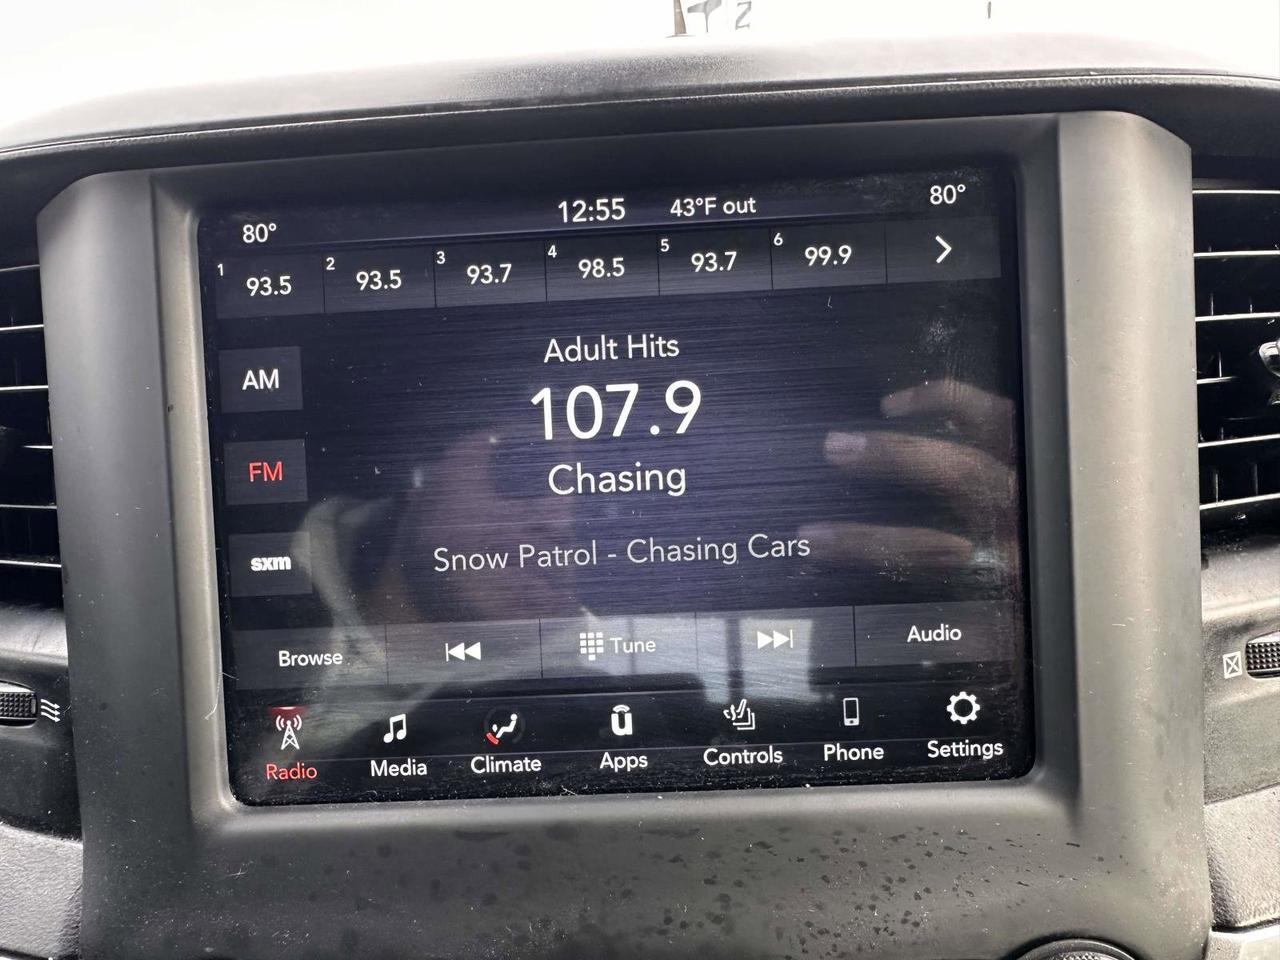 80° 12:55 43°F out 80°
1 93.5 2 93.5 3 93.7 4 98.5 5 93.7 6 99.9
Adult Hits
AM
107.9
FM
Chasing
sxm
Snow Patrol - Chasing Cars
Browse Tune Audio
Radio Media Climate Apps Controls Phone Settings